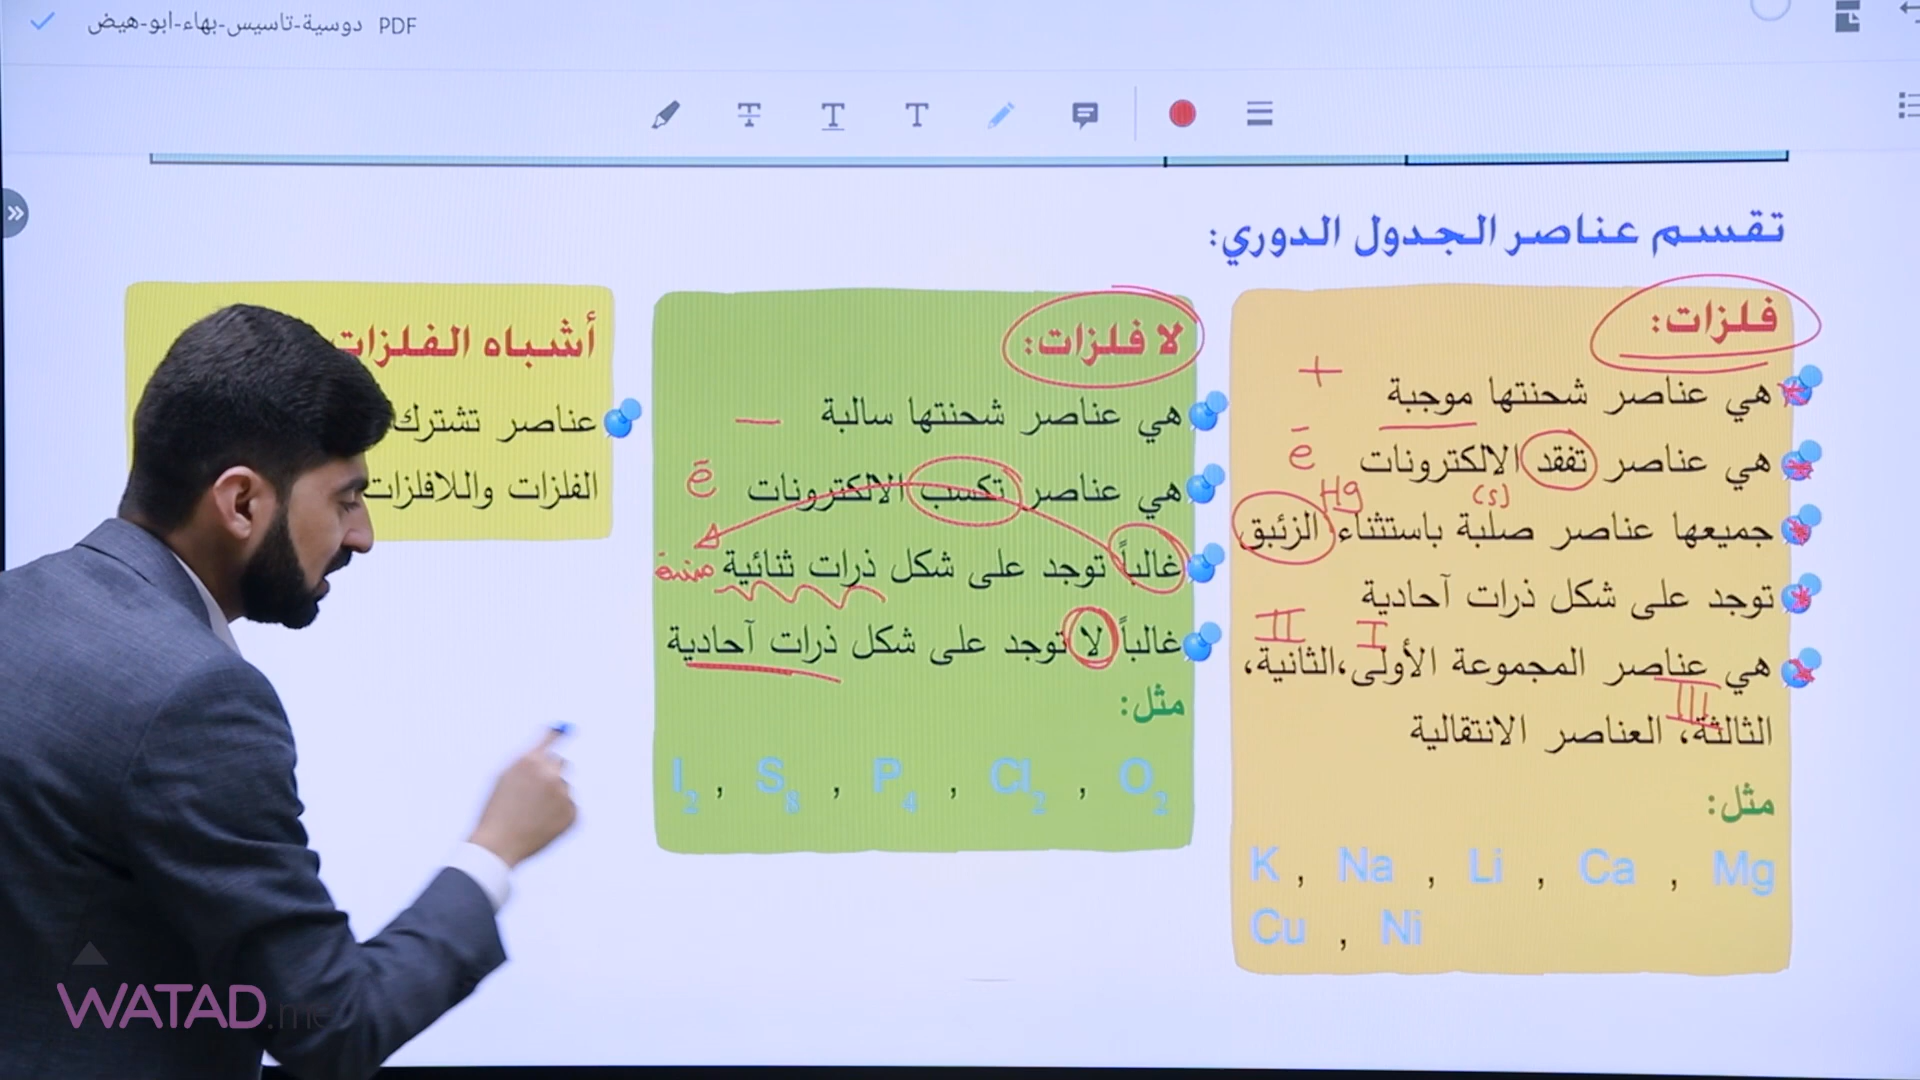 دوسية-تاسيس-بهاء-ابو-هيض PDF
تقسم عناصر الجدول الدوري:
فلزات:
+
هي عناصر شحنتها موجبة
هي عناصر تفقد الالكترونات
ē
Hg
(s)
جميعها عناصر صلبة باستثناء الزئبق
توجد على شكل ذرات آحادية
II
I
هي عناصر المجموعة الأولى،الثانية،
III
الثالثة، العناصر الانتقالية
مثل:
K , Na , Li , Ca , Mg
Cu , Ni
لا فلزات:
هي عناصر شحنتها سالبة
—
هي عناصر تكسب الالكترونات
ē
غالباً توجد على شكل ذرات ثنائية
غالباً لا توجد على شكل ذرات آحادية
مثل:
I2 , S8 , P4 , Cl2 , O2
أشباه الفلزات
عناصر تشترك
الفلزات واللافلزات
WATAD.me